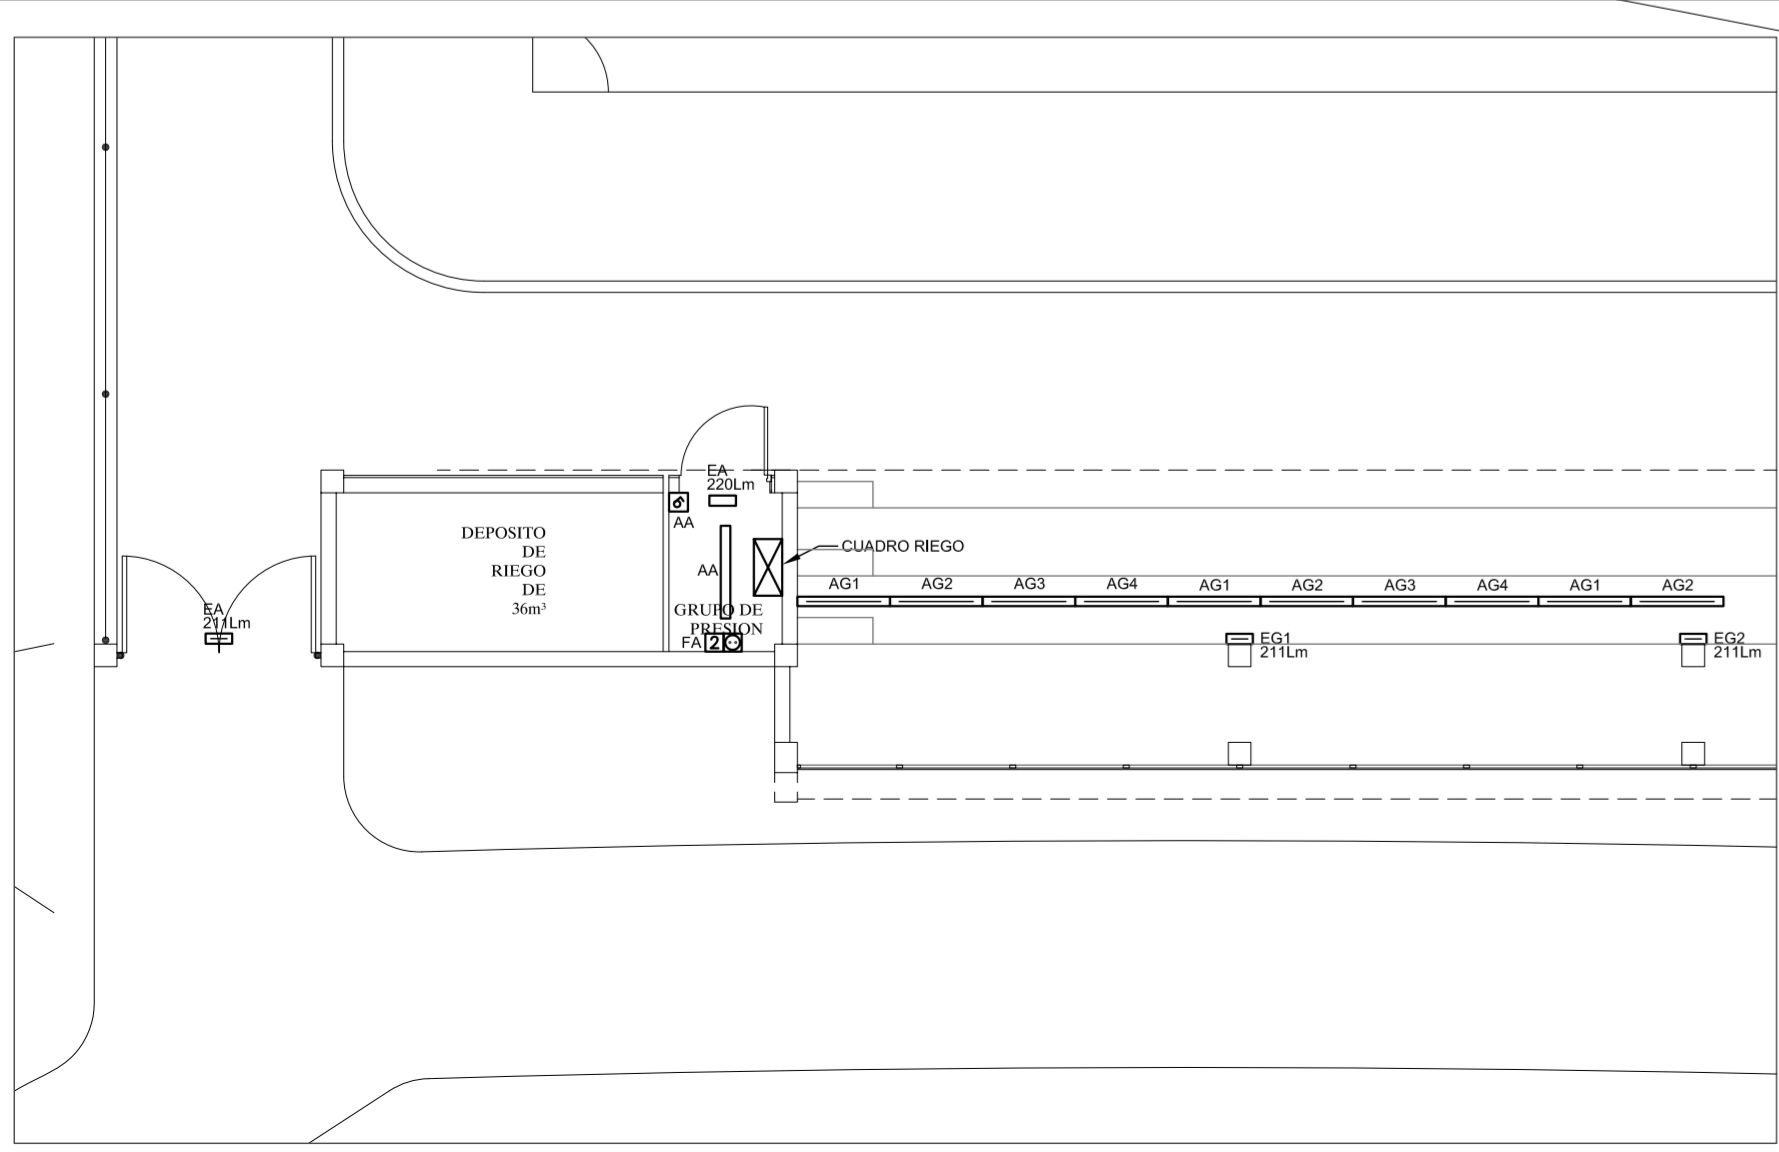 EA
220Lm
AA
DEPOSITO
DE
RIEGO
DE
36m³
CUADRO RIEGO
AA
AG1 AG2 AG3 AG4 AG1 AG2 AG3 AG4 AG1 AG2
GRUPO DE
PRESION
FA 2
EA
211Lm
EG1
211Lm
EG2
211Lm